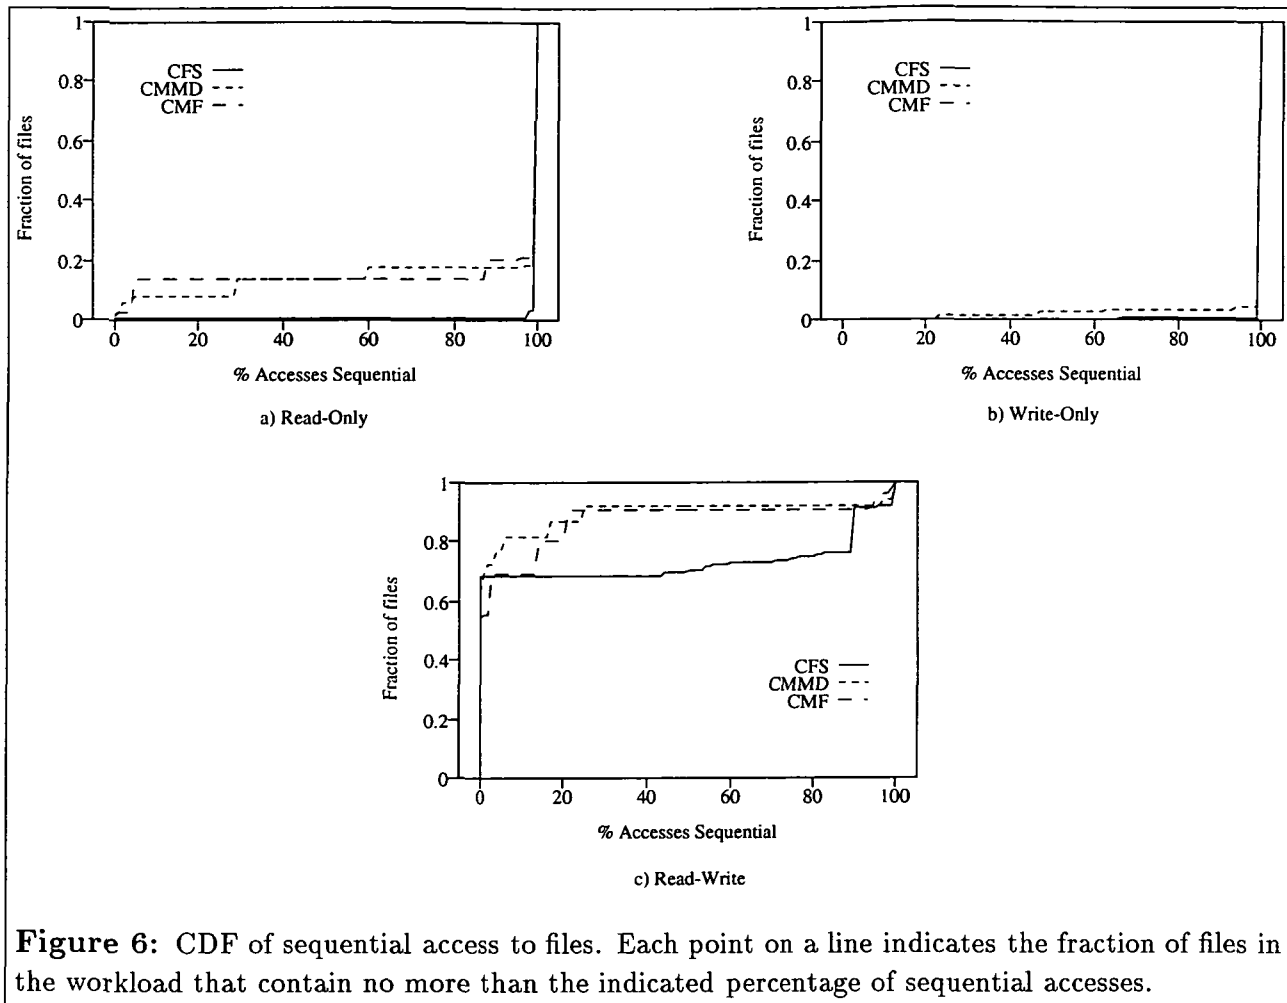 1
0.8
0.6
0.4
0.2
0
Fraction of files
CFS
CMMD
CMF
0 20 40 60 80 100
% Accesses Sequential
a) Read-Only
1
0.8
0.6
0.4
0.2
0
Fraction of files
CFS
CMMD
CMF
0 20 40 60 80 100
% Accesses Sequential
b) Write-Only
1
0.8
0.6
0.4
0.2
0
Fraction of files
CFS
CMMD
CMF
0 20 40 60 80 100
% Accesses Sequential
c) Read-Write
Figure 6: CDF of sequential access to files. Each point on a line indicates the fraction of files in
the workload that contain no more than the indicated percentage of sequential accesses.